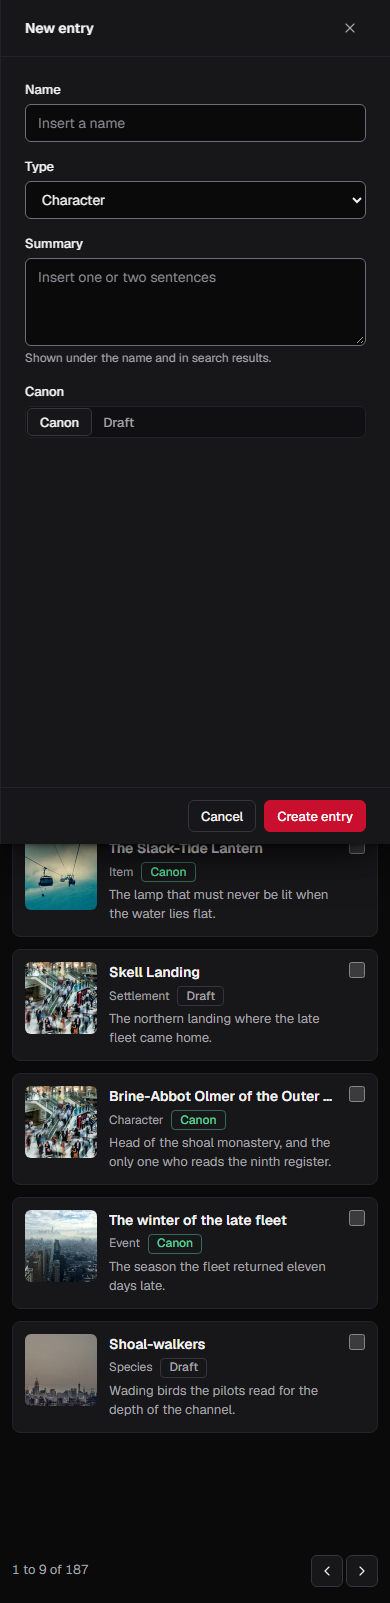 New entry
Name
Insert a name
Type
Character
Summary
Insert one or two sentences
Shown under the name and in search results.
Canon
Canon Draft
Cancel Create entry
The Slack-Tide Lantern
Item Canon
The lamp that must never be lit when
the water lies flat.
Skell Landing
Settlement Draft
The northern landing where the late
fleet came home.
Brine-Abbot Olmer of the Outer ...
Character Canon
Head of the shoal monastery, and the
only one who reads the ninth register.
The winter of the late fleet
Event Canon
The season the fleet returned eleven
days late.
Shoal-walkers
Species Draft
Wading birds the pilots read for the
depth of the channel.
1 to 9 of 187